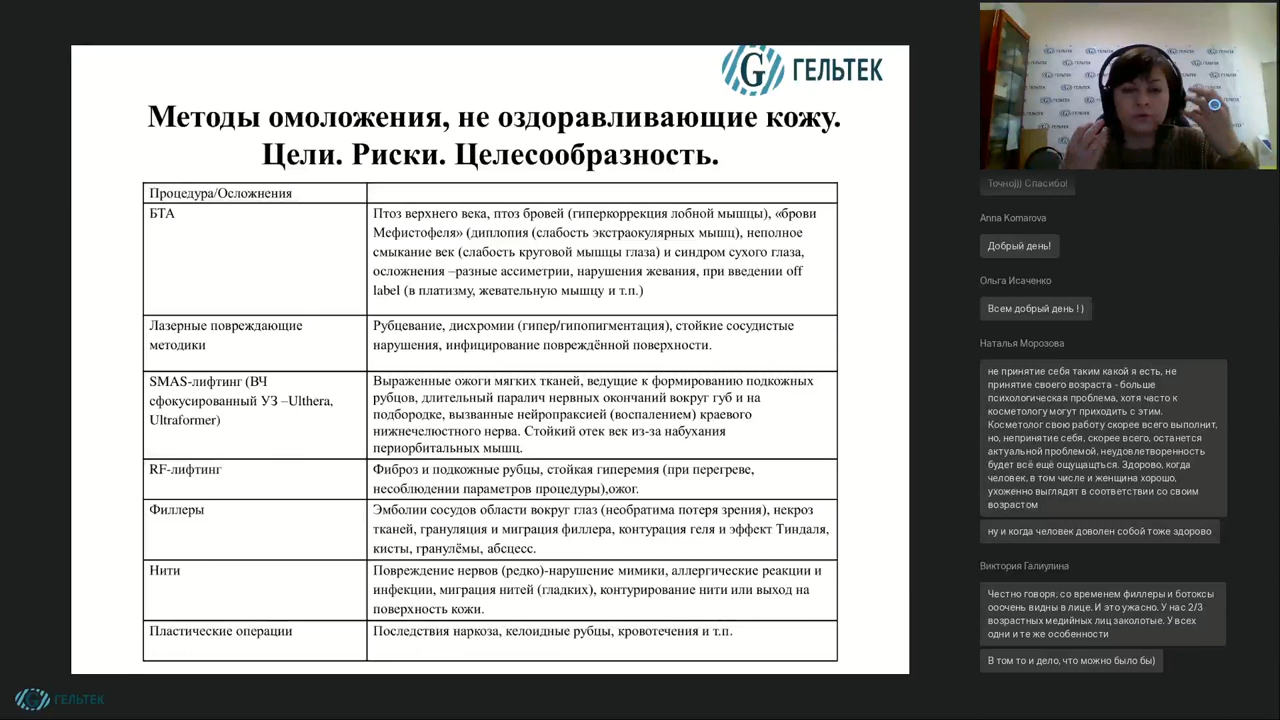 ГЕЛЬТЕК
Методы омоложения, не оздоравливающие кожу.
Цели. Риски. Целесообразность.
Процедура/Осложнения
БТА
Птоз верхнего века, птоз бровей (гиперкоррекция лобной мышцы), «брови
Мефистофеля» (диплопия (слабость экстраокулярных мышц), неполное
смыкание век (слабость круговой мышцы глаза) и синдром сухого глаза,
осложнения –разные ассиметрии, нарушения жевания, при введении off
label (в платизму, жевательную мышцу и т.п.)
Лазерные повреждающие
методики
Рубцевание, дисхромии (гипер/гипопигментация), стойкие сосудистые
нарушения, инфицирование повреждённой поверхности.
SMAS-лифтинг (ВЧ
сфокусированный УЗ –Ulthera,
Ultraformer)
Выраженные ожоги мягких тканей, ведущие к формированию подкожных
рубцов, длительный паралич нервных окончаний вокруг губ и на
подбородке, вызванные нейропраксией (воспалением) краевого
нижнечелюстного нерва. Стойкий отек век из-за набухания
периорбитальных мышц.
RF-лифтинг
Фиброз и подкожные рубцы, стойкая гиперемия (при перегреве,
несоблюдении параметров процедуры),ожог.
Филлеры
Эмболии сосудов области вокруг глаз (необратима потеря зрения), некроз
тканей, грануляция и миграция филлера, контурация геля и эффект Тиндаля,
кисты, гранулёмы, абсцесс.
Нити
Повреждение нервов (редко)-нарушение мимики, аллергические реакции и
инфекции, миграция нитей (гладких), контурирование нити или выход на
поверхность кожи.
Пластические операции
Последствия наркоза, келоидные рубцы, кровотечения и т.п.
ГЕЛЬТЕК
Точно))) Спасибо!
Anna Komarova
Добрый день!
Ольга Исаченко
Всем добрый день ! )
Наталья Морозова
не принятие себя таким какой я есть, не
принятие своего возраста - больше
психологическая проблема, хотя часто к
косметологу могут приходить с этим.
Косметолог свою работу скорее всего выполнит,
но, непринятие себя, скорее всего, останется
актуальной проблемой, неудовлетворенность
будет всё ещё ощущащться. Здорово, когда
человек, в том числе и женщина хорошо,
ухоженно выглядят в соответствии со своим
возрастом
ну и когда человек доволен собой тоже здорово
Виктория Галиулина
Честно говоря, со временем филлеры и ботоксы
ооочень видны в лице. И это ужасно. У нас 2/3
возрастных медийных лиц заколотые. У всех
одни и те же особенности
В том то и дело, что можно было бы)